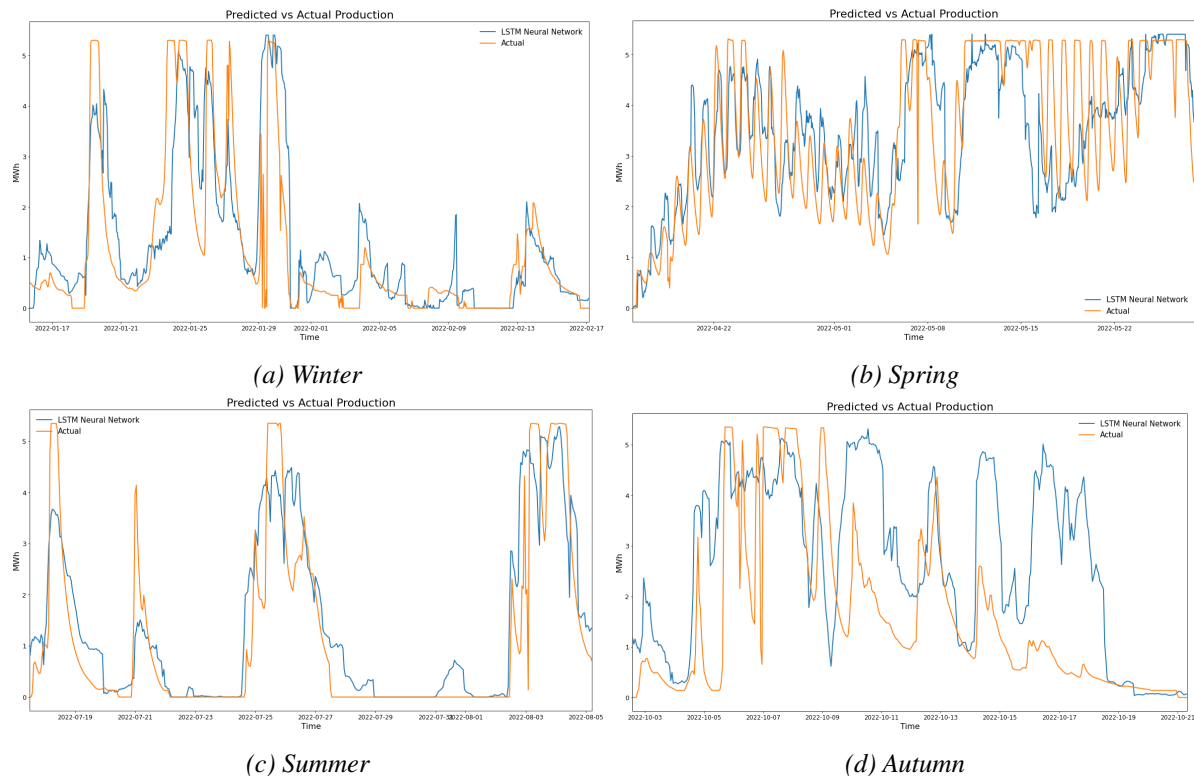 Predicted vs Actual Production
LSTM Neural Network
Actual
MWh
5
4
3
2
1
0
2022-01-17 2022-01-21 2022-01-25 2022-01-29 2022-02-01 2022-02-05 2022-02-09 2022-02-13 2022-02-17
Time
(a) Winter
Predicted vs Actual Production
MWh
5
4
3
2
1
0
LSTM Neural Network
Actual
2022-04-22 2022-05-01 2022-05-08 2022-05-15 2022-05-22
Time
(b) Spring
Predicted vs Actual Production
LSTM Neural Network
Actual
MWh
5
4
3
2
1
0
2022-07-19 2022-07-21 2022-07-23 2022-07-25 2022-07-27 2022-07-29 2022-08-01 2022-08-03 2022-08-05
Time
(c) Summer
Predicted vs Actual Production
LSTM Neural Network
Actual
MWh
5
4
3
2
1
0
2022-10-03 2022-10-05 2022-10-07 2022-10-09 2022-10-11 2022-10-13 2022-10-15 2022-10-17 2022-10-19 2022-10-21
Time
(d) Autumn